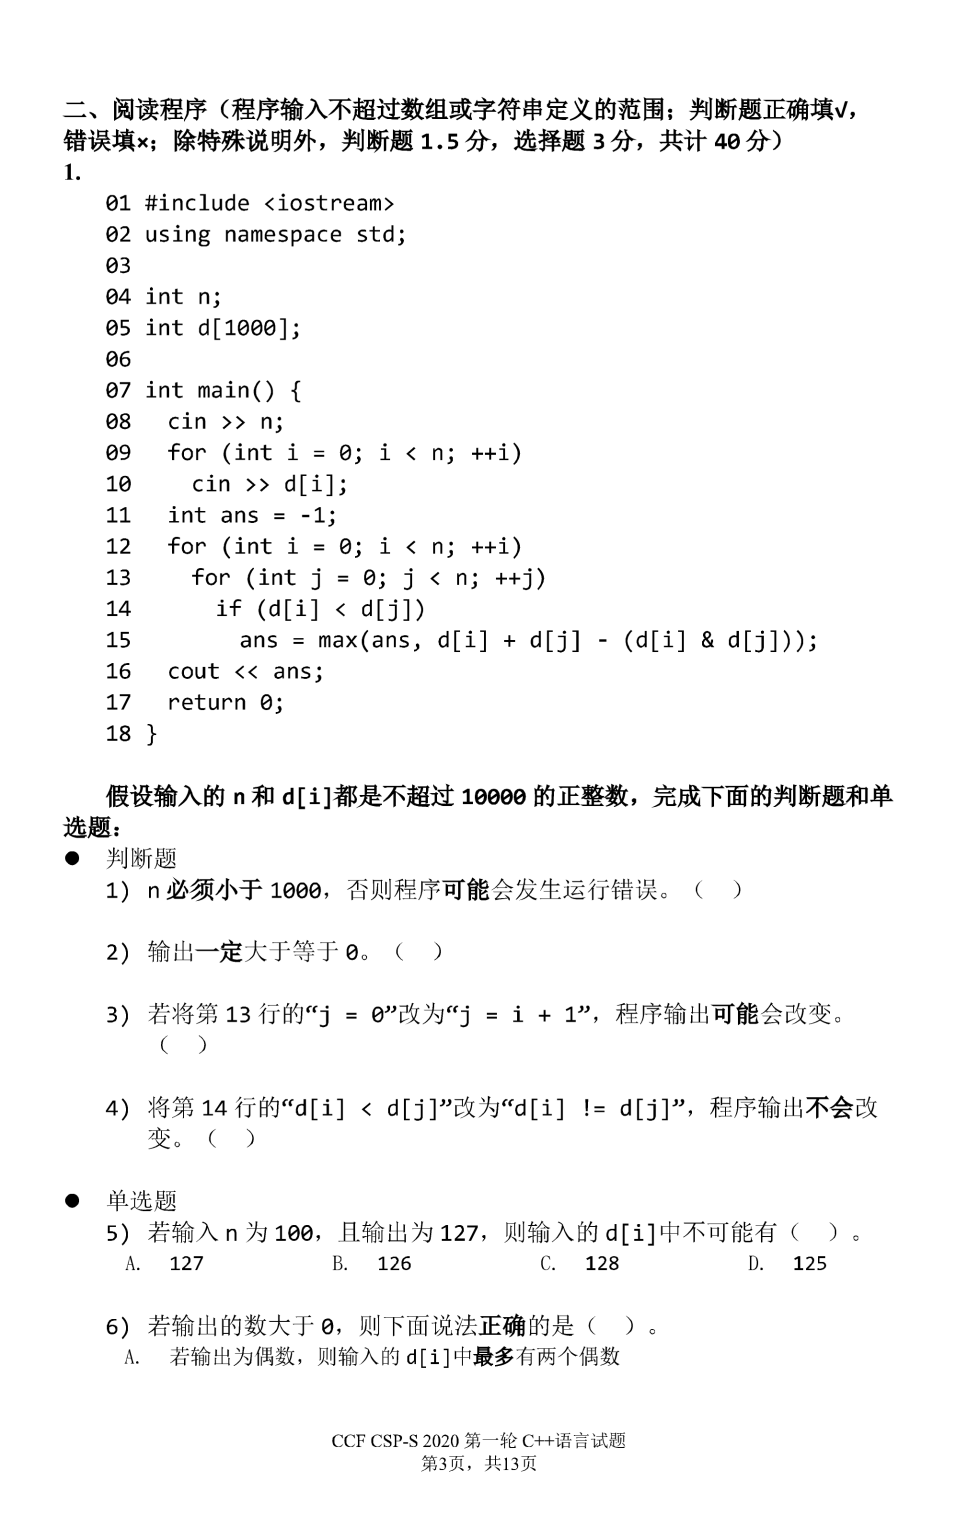 二、阅读程序（程序输入不超过数组或字符串定义的范围；判断题正确填√，
错误填×；除特殊说明外，判断题 1.5 分，选择题 3 分，共计 40 分）
1.
01 #include <iostream>
02 using namespace std;
03
04 int n;
05 int d[1000];
06
07 int main() {
08   cin >> n;
09   for (int i = 0; i < n; ++i)
10     cin >> d[i];
11   int ans = -1;
12   for (int i = 0; i < n; ++i)
13     for (int j = 0; j < n; ++j)
14       if (d[i] < d[j])
15         ans = max(ans, d[i] + d[j] - (d[i] & d[j]));
16   cout << ans;
17   return 0;
18 }
假设输入的 n 和 d[i]都是不超过 10000 的正整数，完成下面的判断题和单
选题：
● 判断题
1) n 必须小于 1000，否则程序可能会发生运行错误。（ ）
2) 输出一定大于等于 0。（ ）
3) 若将第 13 行的“j = 0”改为“j = i + 1”，程序输出可能会改变。
（ ）
4) 将第 14 行的“d[i] < d[j]”改为“d[i] != d[j]”，程序输出不会改
变。（ ）
● 单选题
5) 若输入 n 为 100，且输出为 127，则输入的 d[i]中不可能有（ ）。
A. 127 B. 126 C. 128 D. 125
6) 若输出的数大于 0，则下面说法正确的是（ ）。
A. 若输出为偶数，则输入的 d[i]中最多有两个偶数
CCF CSP-S 2020 第一轮 C++语言试题
第3页，共13页